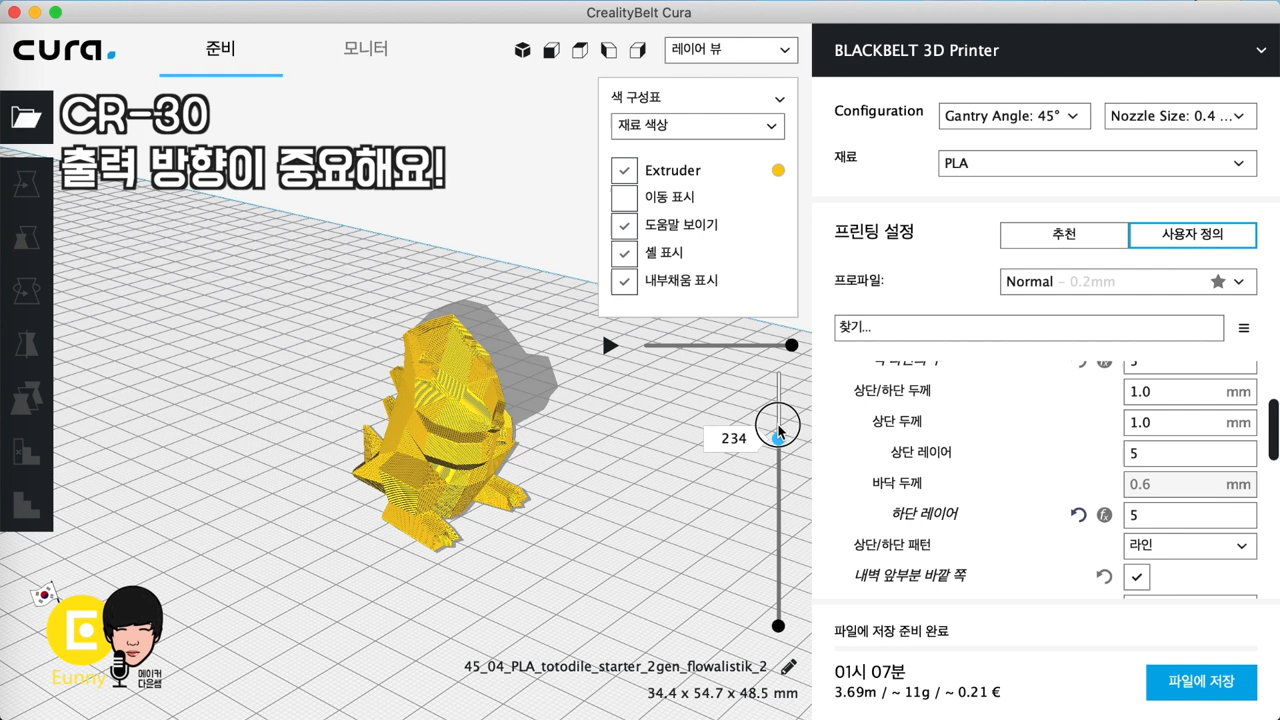 CrealityBelt Cura
cura.
준비
모니터
레이어 뷰
BLACKBELT 3D Printer
CR-30
출력 방향이 중요해요!
색 구성표
재료 색상
Extruder
이동 표시
도움말 보이기
셸 표시
내부채움 표시
Configuration
Gantry Angle: 45°
Nozzle Size: 0.4 ...
재료
PLA
프린팅 설정
추천
사용자 정의
프로파일:
Normal - 0.2mm
찾기...
상단/하단 두께
1.0 mm
상단 두께
1.0 mm
상단 레이어
5
바닥 두께
0.6 mm
하단 레이어
5
상단/하단 패턴
라인
내벽 앞부분 바깥 쪽
234
Eunny
메이커
다은쌤
45_04_PLA_totodile_starter_2gen_flowalistik_2
34.4 x 54.7 x 48.5 mm
파일에 저장 준비 완료
01시 07분
3.69m / ~ 11g / ~ 0.21 €
파일에 저장